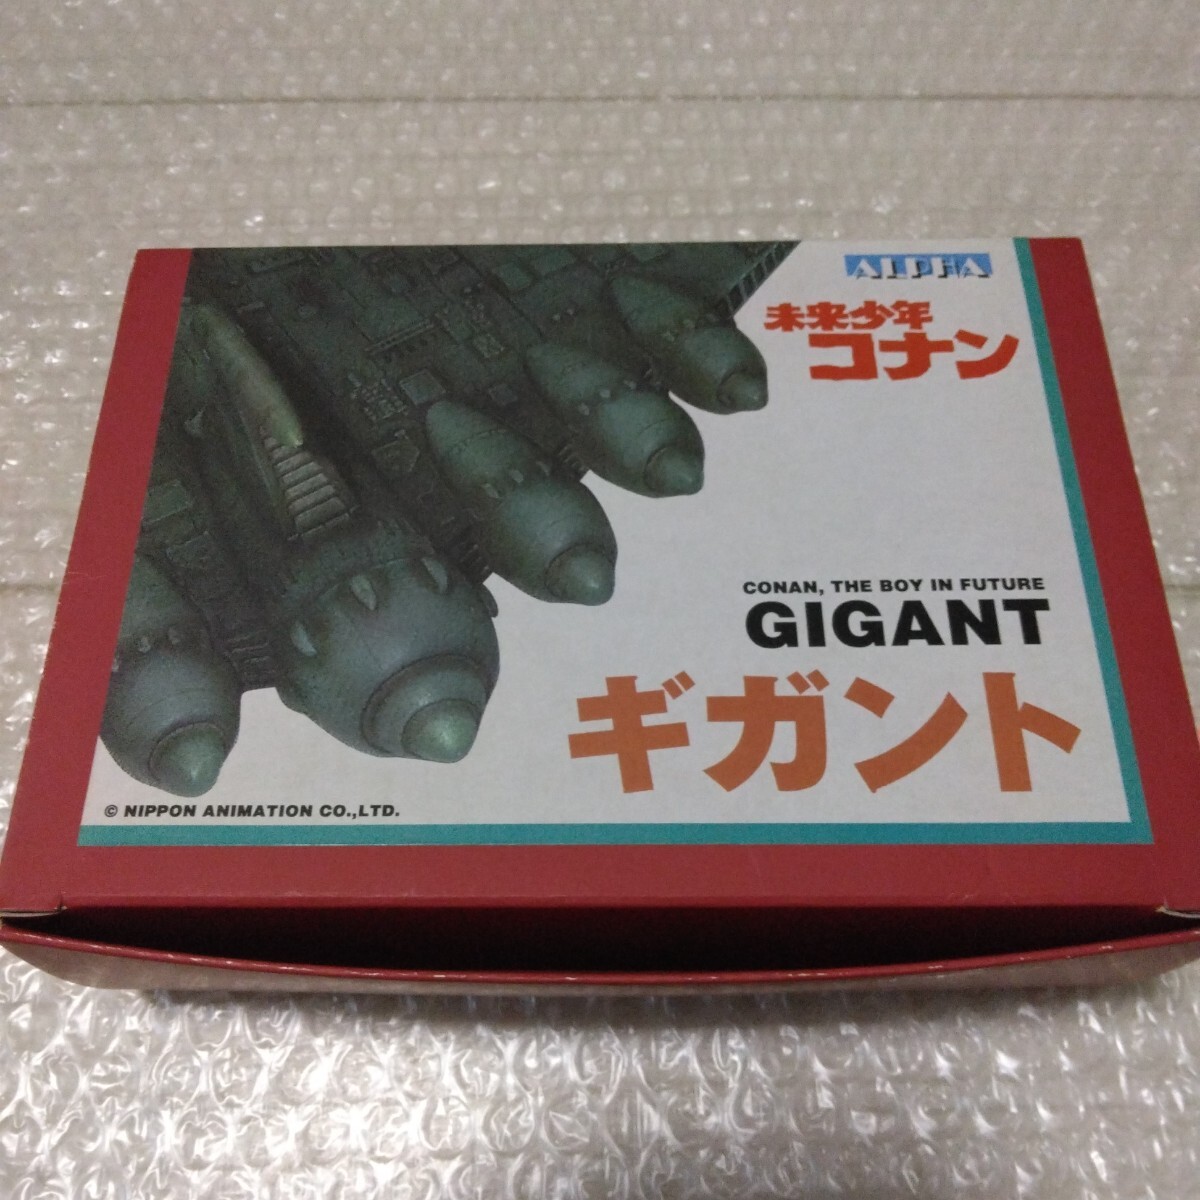 ALPHA
未来少年
コナン
CONAN, THE BOY IN FUTURE
GIGANT
ギガント
© NIPPON ANIMATION CO.,LTD.